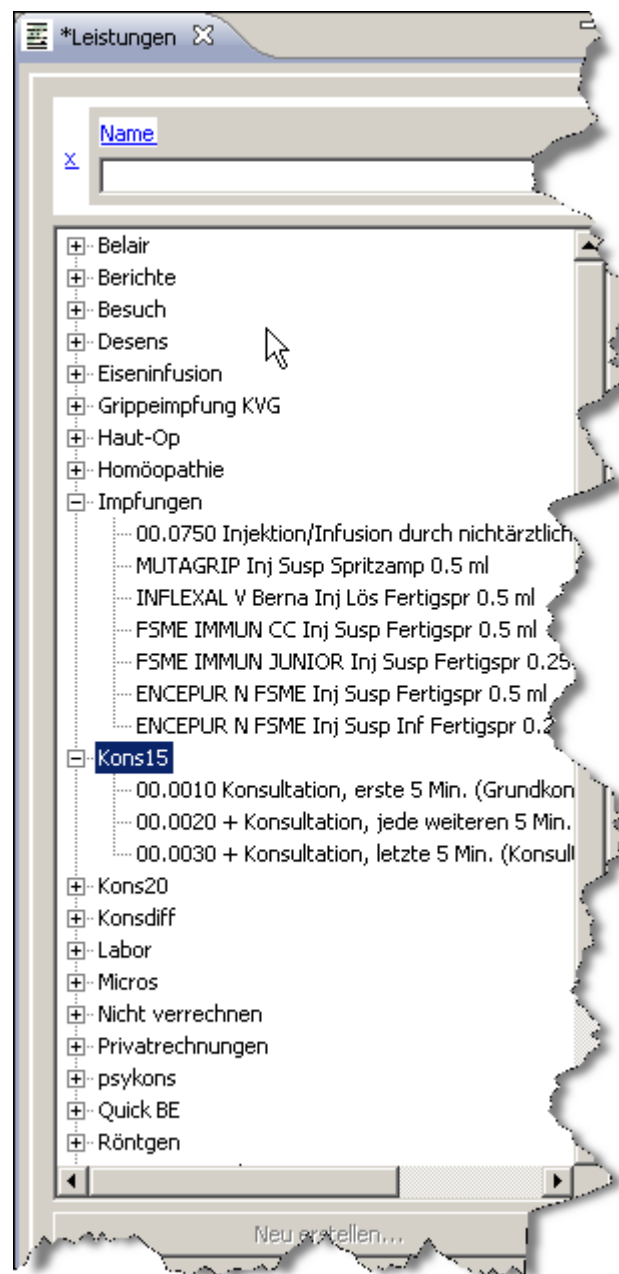 *Leistungen
Name
x
Belair
Berichte
Besuch
Desens
Eiseninfusion
Grippeimpfung KVG
Haut-Op
Homöopathie
Impfungen
00.0750 Injektion/Infusion durch nichtärztlich
MUTAGRIP Inj Susp Spritzamp 0.5 ml
INFLEXAL V Berna Inj Lös Fertigspr 0.5 ml
FSME IMMUN CC Inj Susp Fertigspr 0.5 ml
FSME IMMUN JUNIOR Inj Susp Fertigspr 0.25
ENCEPUR N FSME Inj Susp Fertigspr 0.5 ml
ENCEPUR N FSME Inj Susp Inf Fertigspr 0.2
Kons15
00.0010 Konsultation, erste 5 Min. (Grundkon
00.0020 + Konsultation, jede weiteren 5 Min.
00.0030 + Konsultation, letzte 5 Min. (Konsul
Kons20
Konsdiff
Labor
Micros
Nicht verrechnen
Privatrechnungen
psykons
Quick BE
Röntgen
Neu erstellen...